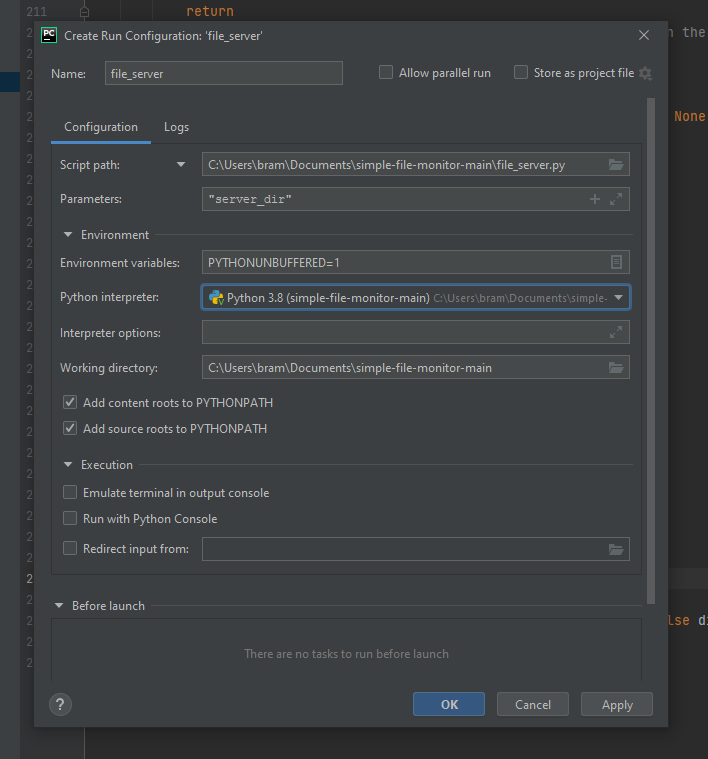 211 return
Create Run Configuration: 'file_server'
n the
Name: file_server Allow parallel run Store as project file
None
Configuration Logs
Script path: C:\Users\bram\Documents\simple-file-monitor-main\file_server.py
Parameters: "server_dir"
Environment
Environment variables: PYTHONUNBUFFERED=1
Python interpreter: Python 3.8 (simple-file-monitor-main) C:\Users\bram\Documents\simple-
Interpreter options:
Working directory: C:\Users\bram\Documents\simple-file-monitor-main
Add content roots to PYTHONPATH
Add source roots to PYTHONPATH
Execution
Emulate terminal in output console
Run with Python Console
Redirect input from:
Before launch
lse di
There are no tasks to run before launch
? OK Cancel Apply